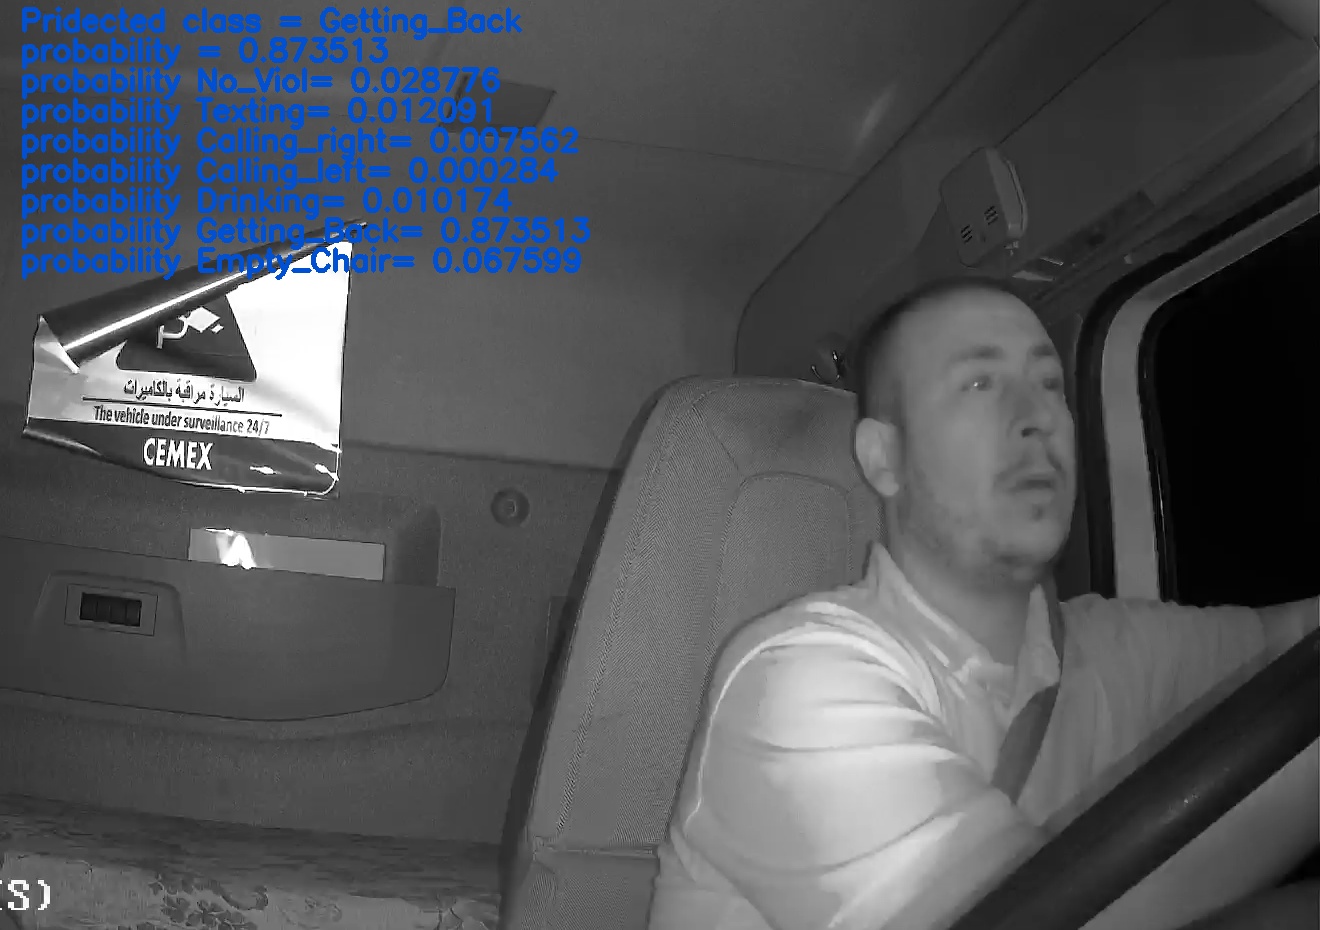 Pridected class = Getting_Back
probability = 0.873513
probability No_Viol= 0.028776
probability Texting= 0.012091
probability Calling_right= 0.007562
probability Calling_left= 0.000284
probability Drinking= 0.010174
probability Getting_Back= 0.873513
probability Empty_Chair= 0.067599
السيارة مراقبة بالكاميرات
The vehicle under surveillance 24/7
CEMEX
S)